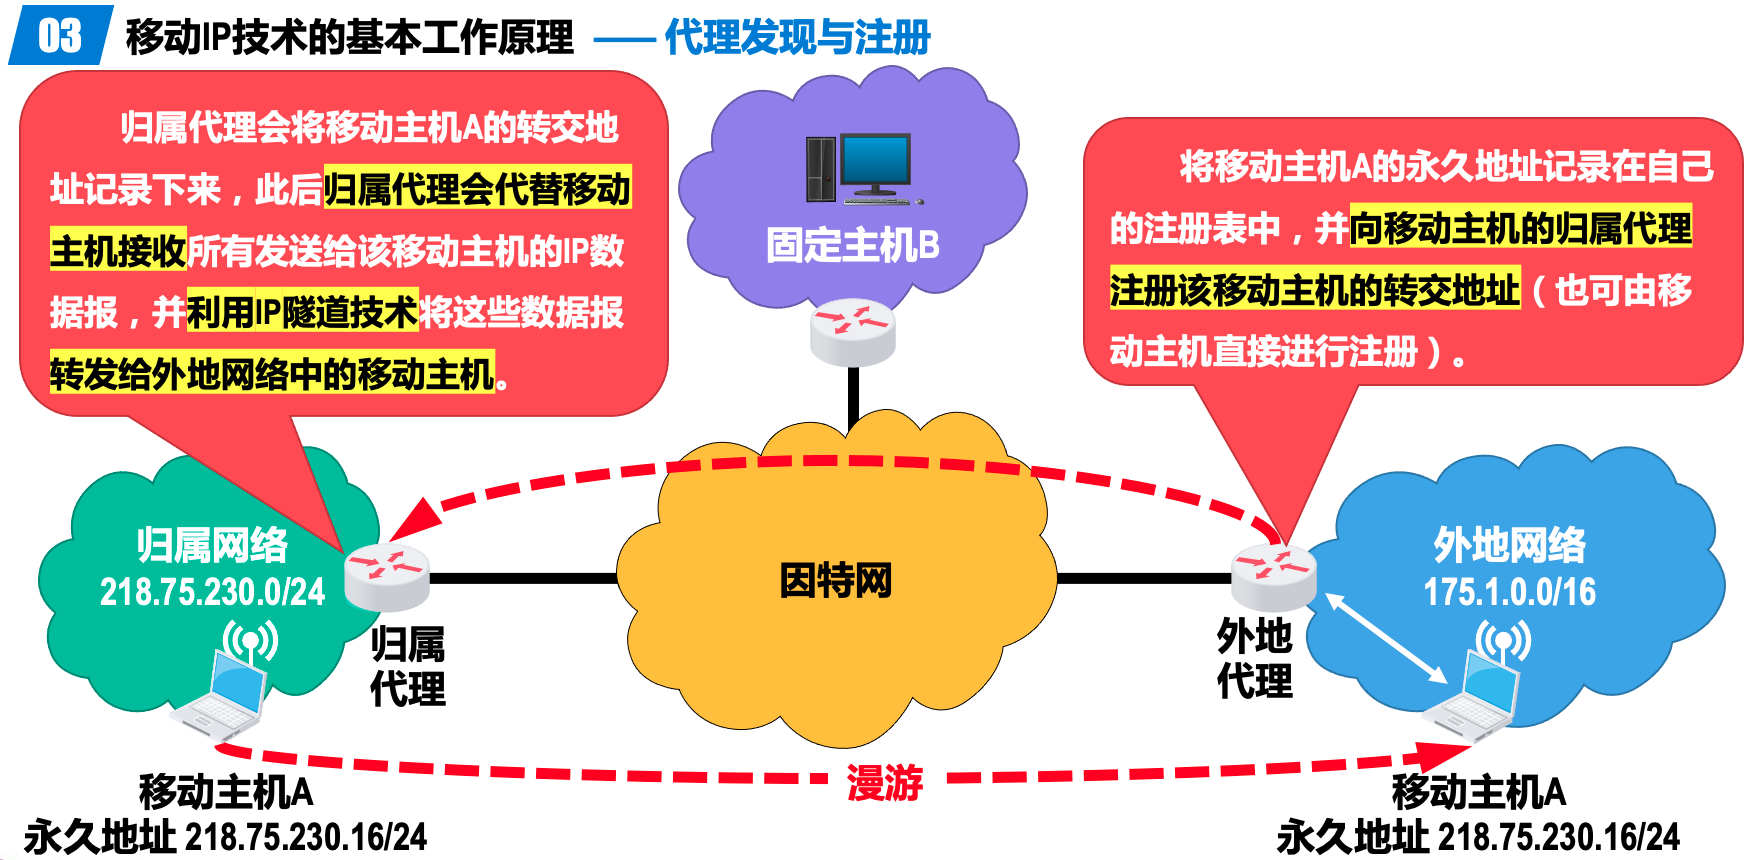 03 移动IP技术的基本工作原理 —— 代理发现与注册
归属代理会将移动主机A的转交地
址记录下来，此后归属代理会代替移动
主机接收所有发送给该移动主机的IP数
据报，并利用IP隧道技术将这些数据报
转发给外地网络中的移动主机。
固定主机B
将移动主机A的永久地址记录在自己
的注册表中，并向移动主机的归属代理
注册该移动主机的转交地址（也可由移
动主机直接进行注册）。
归属网络
218.75.230.0/24
归属
代理
因特网
外地
代理
外地网络
175.1.0.0/16
漫游
移动主机A
永久地址 218.75.230.16/24
移动主机A
永久地址 218.75.230.16/24